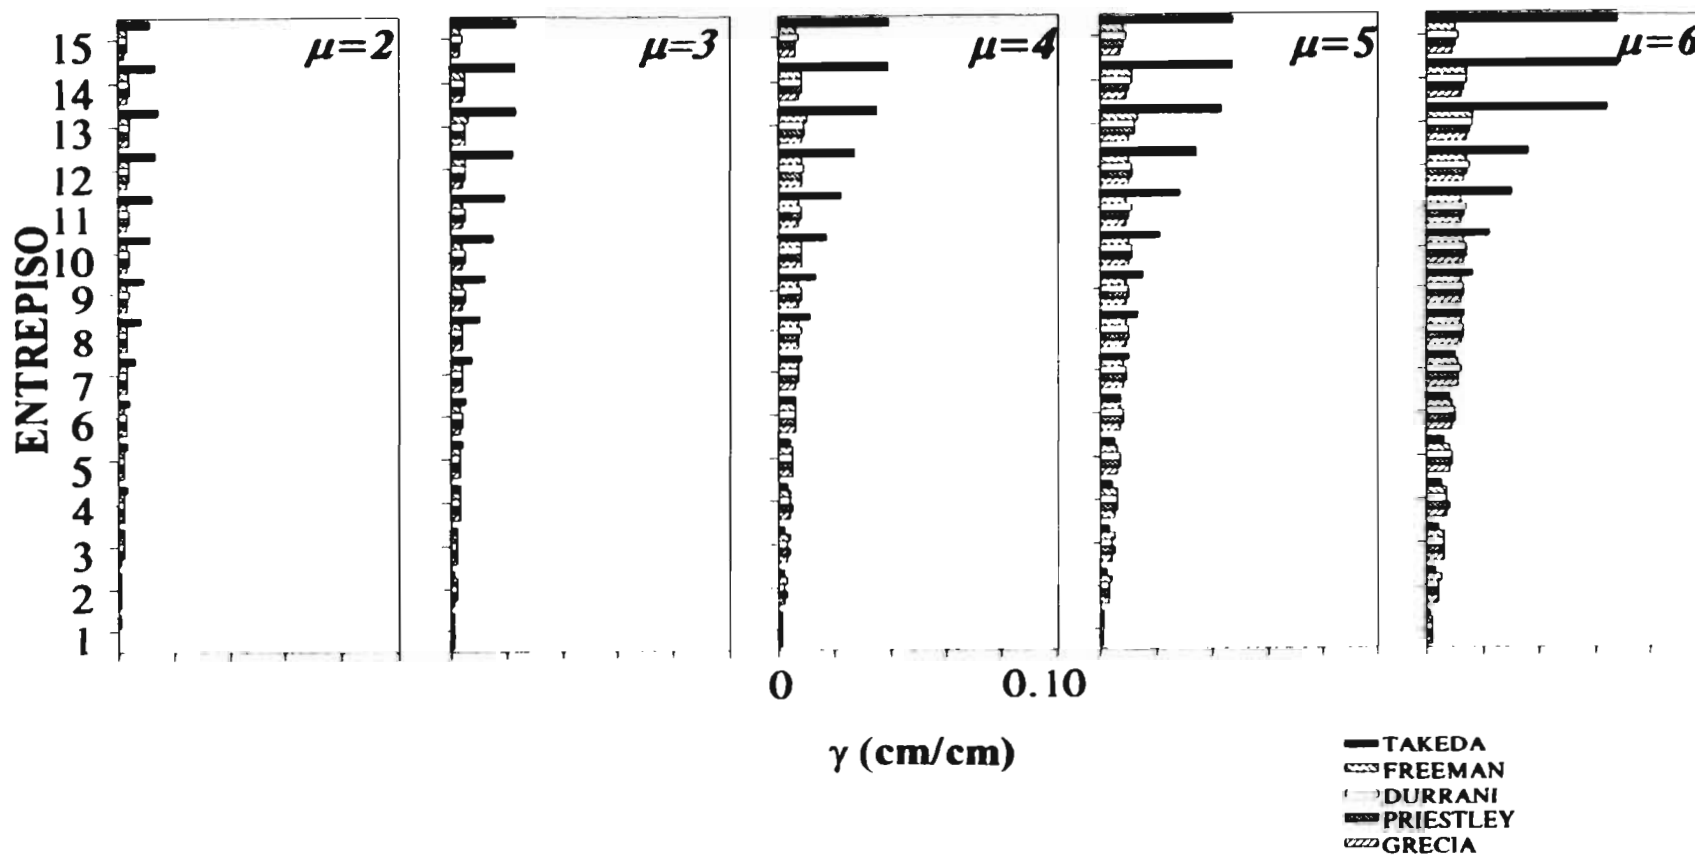 μ=2
μ=3
μ=4
μ=5
μ=6
ENTREPISO
15
14
13
12
11
10
9
8
7
6
5
4
3
2
1
0
0.10
γ (cm/cm)
TAKEDA
FREEMAN
DURRANI
PRIESTLEY
GRECIA